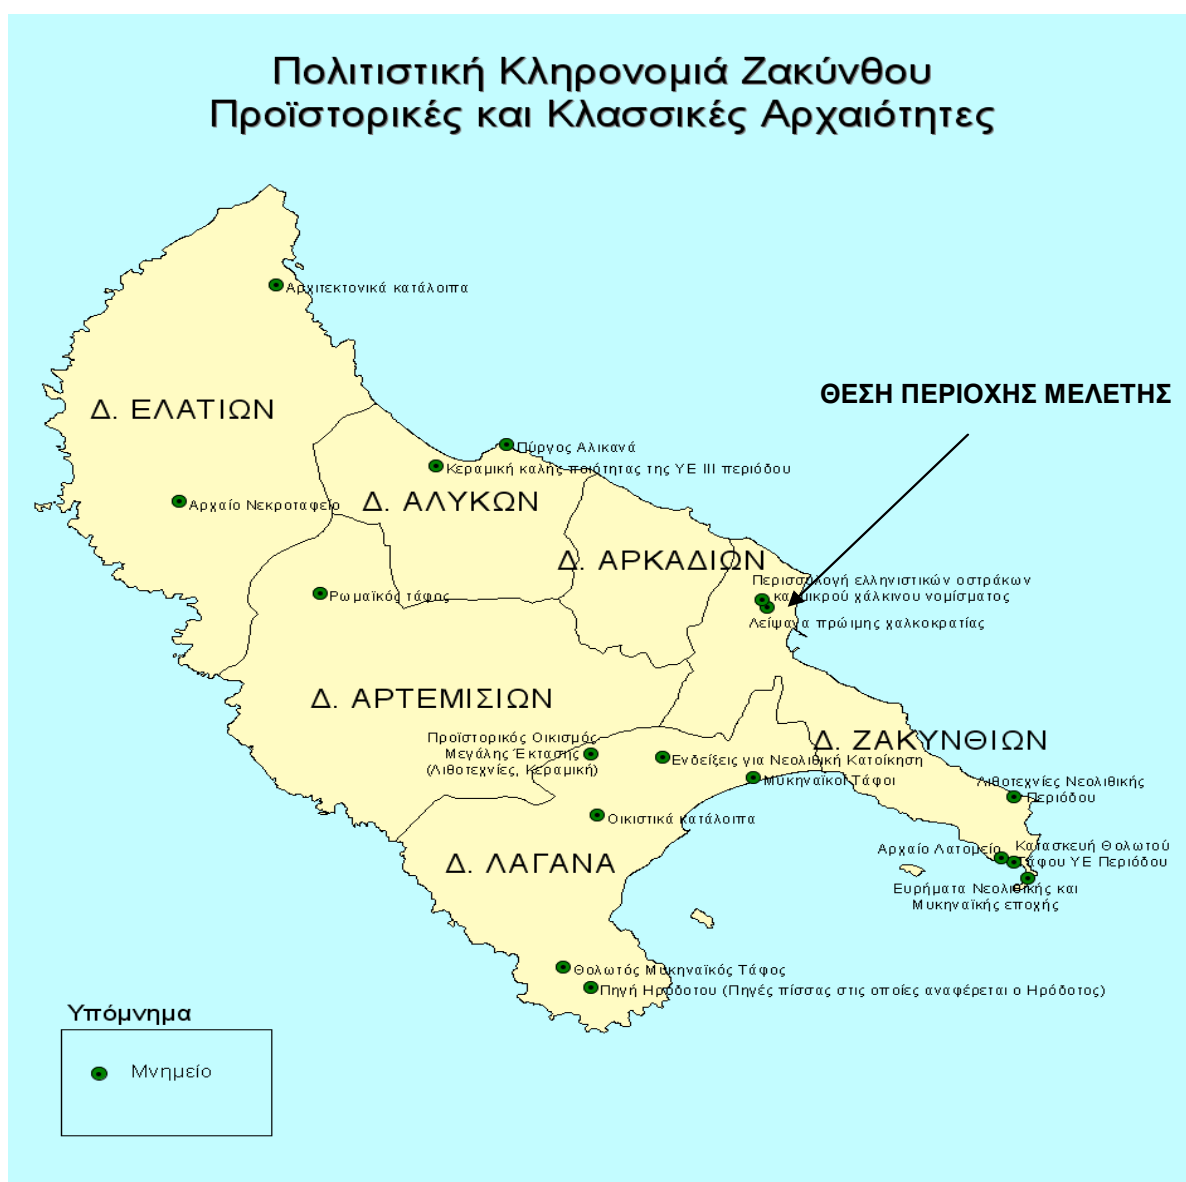 Πολιτιστική Κληρονομιά Ζακύνθου
Προϊστορικές και Κλασσικές Αρχαιότητες
Αρχιτεκτονικά κατάλοιπα
ΘΕΣΗ ΠΕΡΙΟΧΗΣ ΜΕΛΕΤΗΣ
Δ. ΕΛΑΤΙΩΝ
Πύργος Αλικανά
Κεραμική καλής ποιότητας της ΥΕ ΙΙΙ περιόδου
Αρχαίο Νεκροταφείο
Δ. ΑΛΥΚΩΝ
Δ. ΑΡΚΑΔΙΩΝ
Περισσυλογή ελληνιστικών οστράκων
και μικρού χάλκινου νομίσματος
Ρωμαϊκός τάφος
Λείψανα πρώιμης χαλκοκρατίας
Δ. ΑΡΤΕΜΙΣΙΩΝ
Δ. ΖΑΚΥΝΘΙΩΝ
Προϊστορικός Οικισμός
Μεγάλης Έκτασης
(Λιθοτεχνίες, Κεραμική)
Ενδείξεις για Νεολιθική Κατοίκηση
Μυκηναϊκοί Τάφοι
Λιθοτεχνίες Νεολιθικής
Περιόδου
Οικιστικά κατάλοιπα
Αρχαίο Λατομείο
Κατασκευή Θολωτού
Τάφου ΥΕ Περιόδου
Δ. ΛΑΓΑΝΑ
Ευρήματα Νεολιθικής και
Μυκηναϊκής εποχής
Θολωτός Μυκηναϊκός Τάφος
Πηγή Ηρόδοτου (Πηγές πίσσας στις οποίες αναφέρεται ο Ηρόδοτος)
Υπόμνημα
Μνημείο